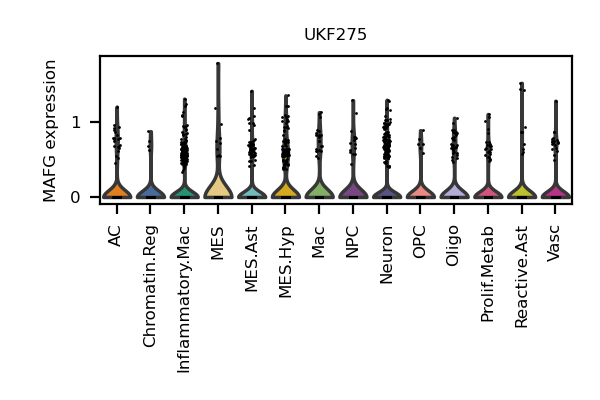 UKF275
MAFG expression
1
0
AC
Chromatin.Reg
Inflammatory.Mac
MES
MES.Ast
MES.Hyp
Mac
NPC
Neuron
OPC
Oligo
Prolif.Metab
Reactive.Ast
Vasc